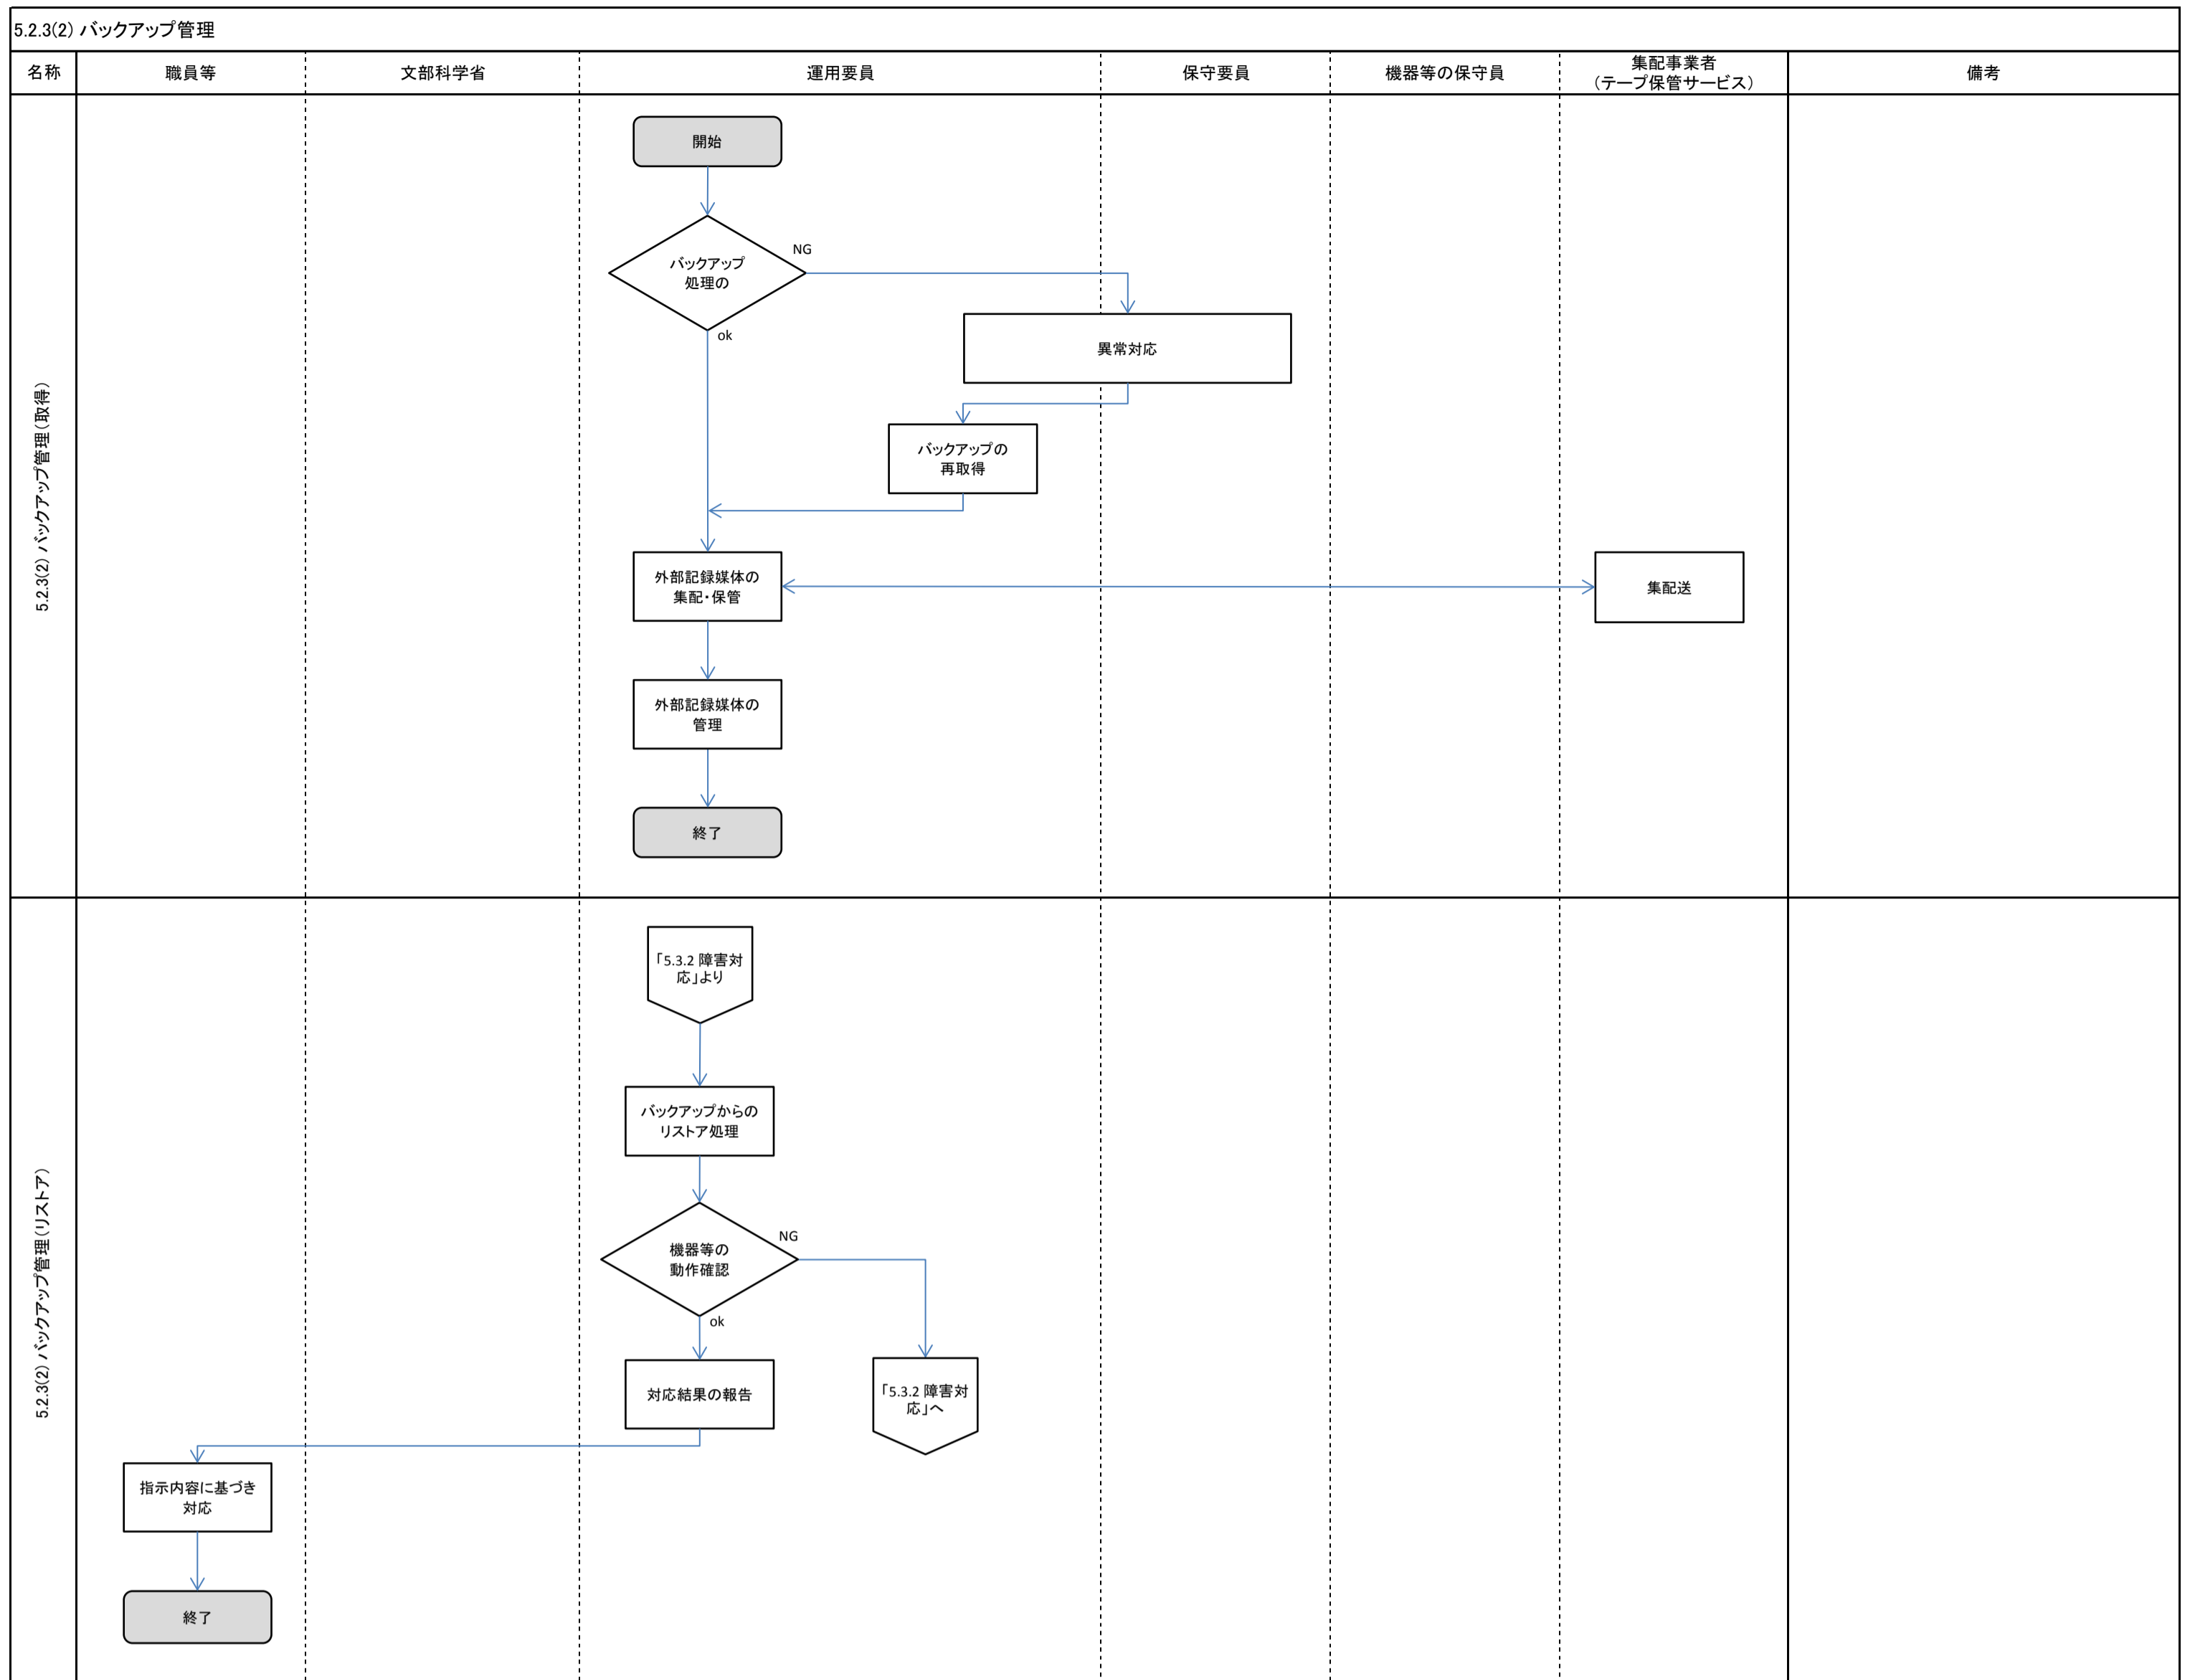 5.2.3(2) バックアップ管理
名称
職員等
文部科学省
運用要員
保守要員
機器等の保守員
集配事業者
（テープ保管サービス）
備考
5.2.3(2) バックアップ管理（取得）
開始
バックアップ
処理の
NG
ok
異常対応
バックアップの
再取得
外部記録媒体の
集配・保管
集配送
外部記録媒体の
管理
終了
5.2.3(2) バックアップ管理（リストア）
「5.3.2 障害対
応」より
バックアップからの
リストア処理
機器等の
動作確認
NG
ok
対応結果の報告
「5.3.2 障害対
応」へ
指示内容に基づき
対応
終了